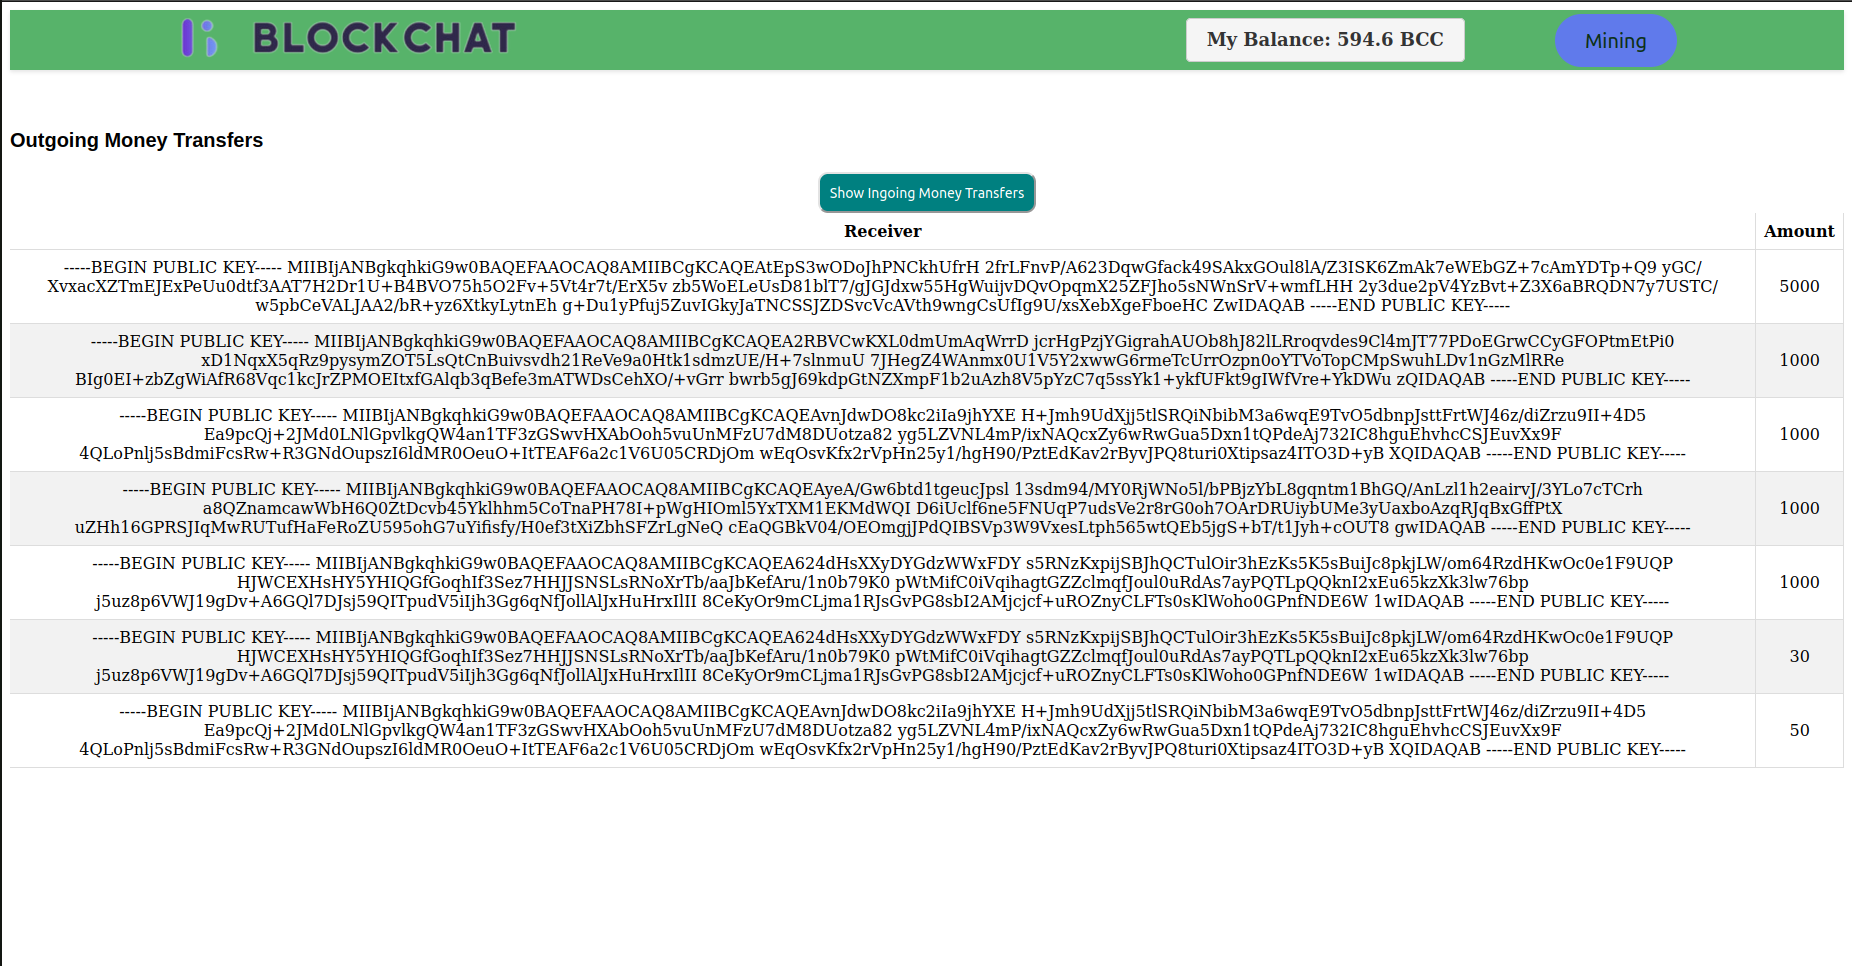 BLOCKCHAT
My Balance: 594.6 BCC
Mining
Outgoing Money Transfers
Show Ingoing Money Transfers
Receiver Amount
-----BEGIN PUBLIC KEY----- MIIBIjANBgkqhkiG9w0BAQEFAAOCAQ8AMIIBCgKCAQEAtEpS3wODoJhPNCkhUfrH 2frLFnvP/A623DqwGfack49SAkxGOul8lA/Z3ISK6ZmAk7eWEbGZ+7cAmYDTp+Q9 yGC/
XvxacXZTmEJExPeUu0dtf3AAT7H2Dr1U+B4BVO75h5O2Fv+5Vt4r7t/ErX5v zb5WoELeUsD81blT7/gJGJdxw55HgWuijvDQvOpqmX25ZFJho5sNWnSrV+wmfLHH 2y3due2pV4YzBvt+Z3X6aBRQDN7y7USTC/
w5pbCeVALJAA2/bR+yz6XtkyLytnEh g+Du1yPfuj5ZuvIGkyJaTNCSSJZDSvcVcAVth9wngCsUfIg9U/xsXebXgeFboeHC ZwIDAQAB -----END PUBLIC KEY-----
5000
-----BEGIN PUBLIC KEY----- MIIBIjANBgkqhkiG9w0BAQEFAAOCAQ8AMIIBCgKCAQEA2RBVCwKXL0dmUmAqWrrD jcrHgPzjYGigrahAUOb8hJ82lLRroqvdes9Cl4mJT77PDoEGrwCCyGFOPtmEtPi0
xD1NqxX5qRz9pysymZOT5LsQtCnBuivsvdh21ReVe9a0Htk1sdmzUE/H+7slnmuU 7JHegZ4WAnmx0U1V5Y2xwwG6rmeTcUrrOzpn0oYTVoTopCMpSwuhLDv1nGzMlRRe
BIg0EI+zbZgWiAfR68Vqc1kcJrZPMOEItxfGAlqb3qBefe3mATWDsCehXO/+vGrr bwrb5gJ69kdpGtNZXmpF1b2uAzh8V5pYzC7q5ssYk1+ykfUFkt9gIWfVre+YkDWu zQIDAQAB -----END PUBLIC KEY-----
1000
-----BEGIN PUBLIC KEY----- MIIBIjANBgkqhkiG9w0BAQEFAAOCAQ8AMIIBCgKCAQEAvnJdwDO8kc2iIa9jhYXE H+Jmh9UdXjj5tlSRQiNbibM3a6wqE9TvO5dbnpJsttFrtWJ46z/diZrzu9II+4D5
Ea9pcQj+2JMd0LNlGpvlkgQW4an1TF3zGSwvHXAbOoh5vuUnMFzU7dM8DUotza82 yg5LZVNL4mP/ixNAQcxZy6wRwGua5Dxn1tQPdeAj732IC8hguEhvhcCSJEuvXx9F
4QLoPnlj5sBdmiFcsRw+R3GNdOupszI6ldMR0OeuO+ItTEAF6a2c1V6U05CRDjOm wEqOsvKfx2rVpHn25y1/hgH90/PztEdKav2rByvJPQ8turi0Xtipsaz4ITO3D+yB XQIDAQAB -----END PUBLIC KEY-----
1000
-----BEGIN PUBLIC KEY----- MIIBIjANBgkqhkiG9w0BAQEFAAOCAQ8AMIIBCgKCAQEAyeA/Gw6btd1tgeucJpsl 13sdm94/MY0RjWNo5l/bPBjzYbL8gqntm1BhGQ/AnLzl1h2eairvJ/3YLo7cTCrh
a8QZnamcawWbH6Q0ZtDcvb45Yklhhm5CoTnaPH78I+pWgHIOml5YxTXM1EKMdWQI D6iUclf6ne5FNUqP7udsVe2r8rG0oh7OArDRUiybUMe3yUaxboAzqRJqBxGffPtX
uZHh16GPRSJIqMwRUTufHaFeRoZU595ohG7uYifisfy/H0ef3tXiZbhSFZrLgNeQ cEaQGBkV04/OEOmgjJPdQIBSVp3W9VxesLtph565wtQEb5jgS+bT/t1Jyh+cOUT8 gwIDAQAB -----END PUBLIC KEY-----
1000
-----BEGIN PUBLIC KEY----- MIIBIjANBgkqhkiG9w0BAQEFAAOCAQ8AMIIBCgKCAQEA624dHsXXyDYGdzWWxFDY s5RNzKxpijSBJhQCTulOir3hEzKs5K5sBuiJc8pkjLW/om64RzdHKwOc0e1F9UQP
HJWCEXHsHY5YHIQGfGoqhIf3Sez7HHJJSNSLsRNoXrTb/aaJbKefAru/1n0b79K0 pWtMifC0iVqihagtGZZclmqfJoul0uRdAs7ayPQTLpQQknI2xEu65kzXk3lw76bp
j5uz8p6VWJ19gDv+A6GQl7DJsj59QITpudV5iIjh3Gg6qNfJollAlJxHuHrxIlII 8CeKyOr9mCLjma1RJsGvPG8sbI2AMjcjcf+uROZnyCLFTs0sKlWoho0GPnfNDE6W 1wIDAQAB -----END PUBLIC KEY-----
1000
-----BEGIN PUBLIC KEY----- MIIBIjANBgkqhkiG9w0BAQEFAAOCAQ8AMIIBCgKCAQEA624dHsXXyDYGdzWWxFDY s5RNzKxpijSBJhQCTulOir3hEzKs5K5sBuiJc8pkjLW/om64RzdHKwOc0e1F9UQP
HJWCEXHsHY5YHIQGfGoqhIf3Sez7HHJJSNSLsRNoXrTb/aaJbKefAru/1n0b79K0 pWtMifC0iVqihagtGZZclmqfJoul0uRdAs7ayPQTLpQQknI2xEu65kzXk3lw76bp
j5uz8p6VWJ19gDv+A6GQl7DJsj59QITpudV5iIjh3Gg6qNfJollAlJxHuHrxIlII 8CeKyOr9mCLjma1RJsGvPG8sbI2AMjcjcf+uROZnyCLFTs0sKlWoho0GPnfNDE6W 1wIDAQAB -----END PUBLIC KEY-----
30
-----BEGIN PUBLIC KEY----- MIIBIjANBgkqhkiG9w0BAQEFAAOCAQ8AMIIBCgKCAQEAvnJdwDO8kc2iIa9jhYXE H+Jmh9UdXjj5tlSRQiNbibM3a6wqE9TvO5dbnpJsttFrtWJ46z/diZrzu9II+4D5
Ea9pcQj+2JMd0LNlGpvlkgQW4an1TF3zGSwvHXAbOoh5vuUnMFzU7dM8DUotza82 yg5LZVNL4mP/ixNAQcxZy6wRwGua5Dxn1tQPdeAj732IC8hguEhvhcCSJEuvXx9F
4QLoPnlj5sBdmiFcsRw+R3GNdOupszI6ldMR0OeuO+ItTEAF6a2c1V6U05CRDjOm wEqOsvKfx2rVpHn25y1/hgH90/PztEdKav2rByvJPQ8turi0Xtipsaz4ITO3D+yB XQIDAQAB -----END PUBLIC KEY-----
50